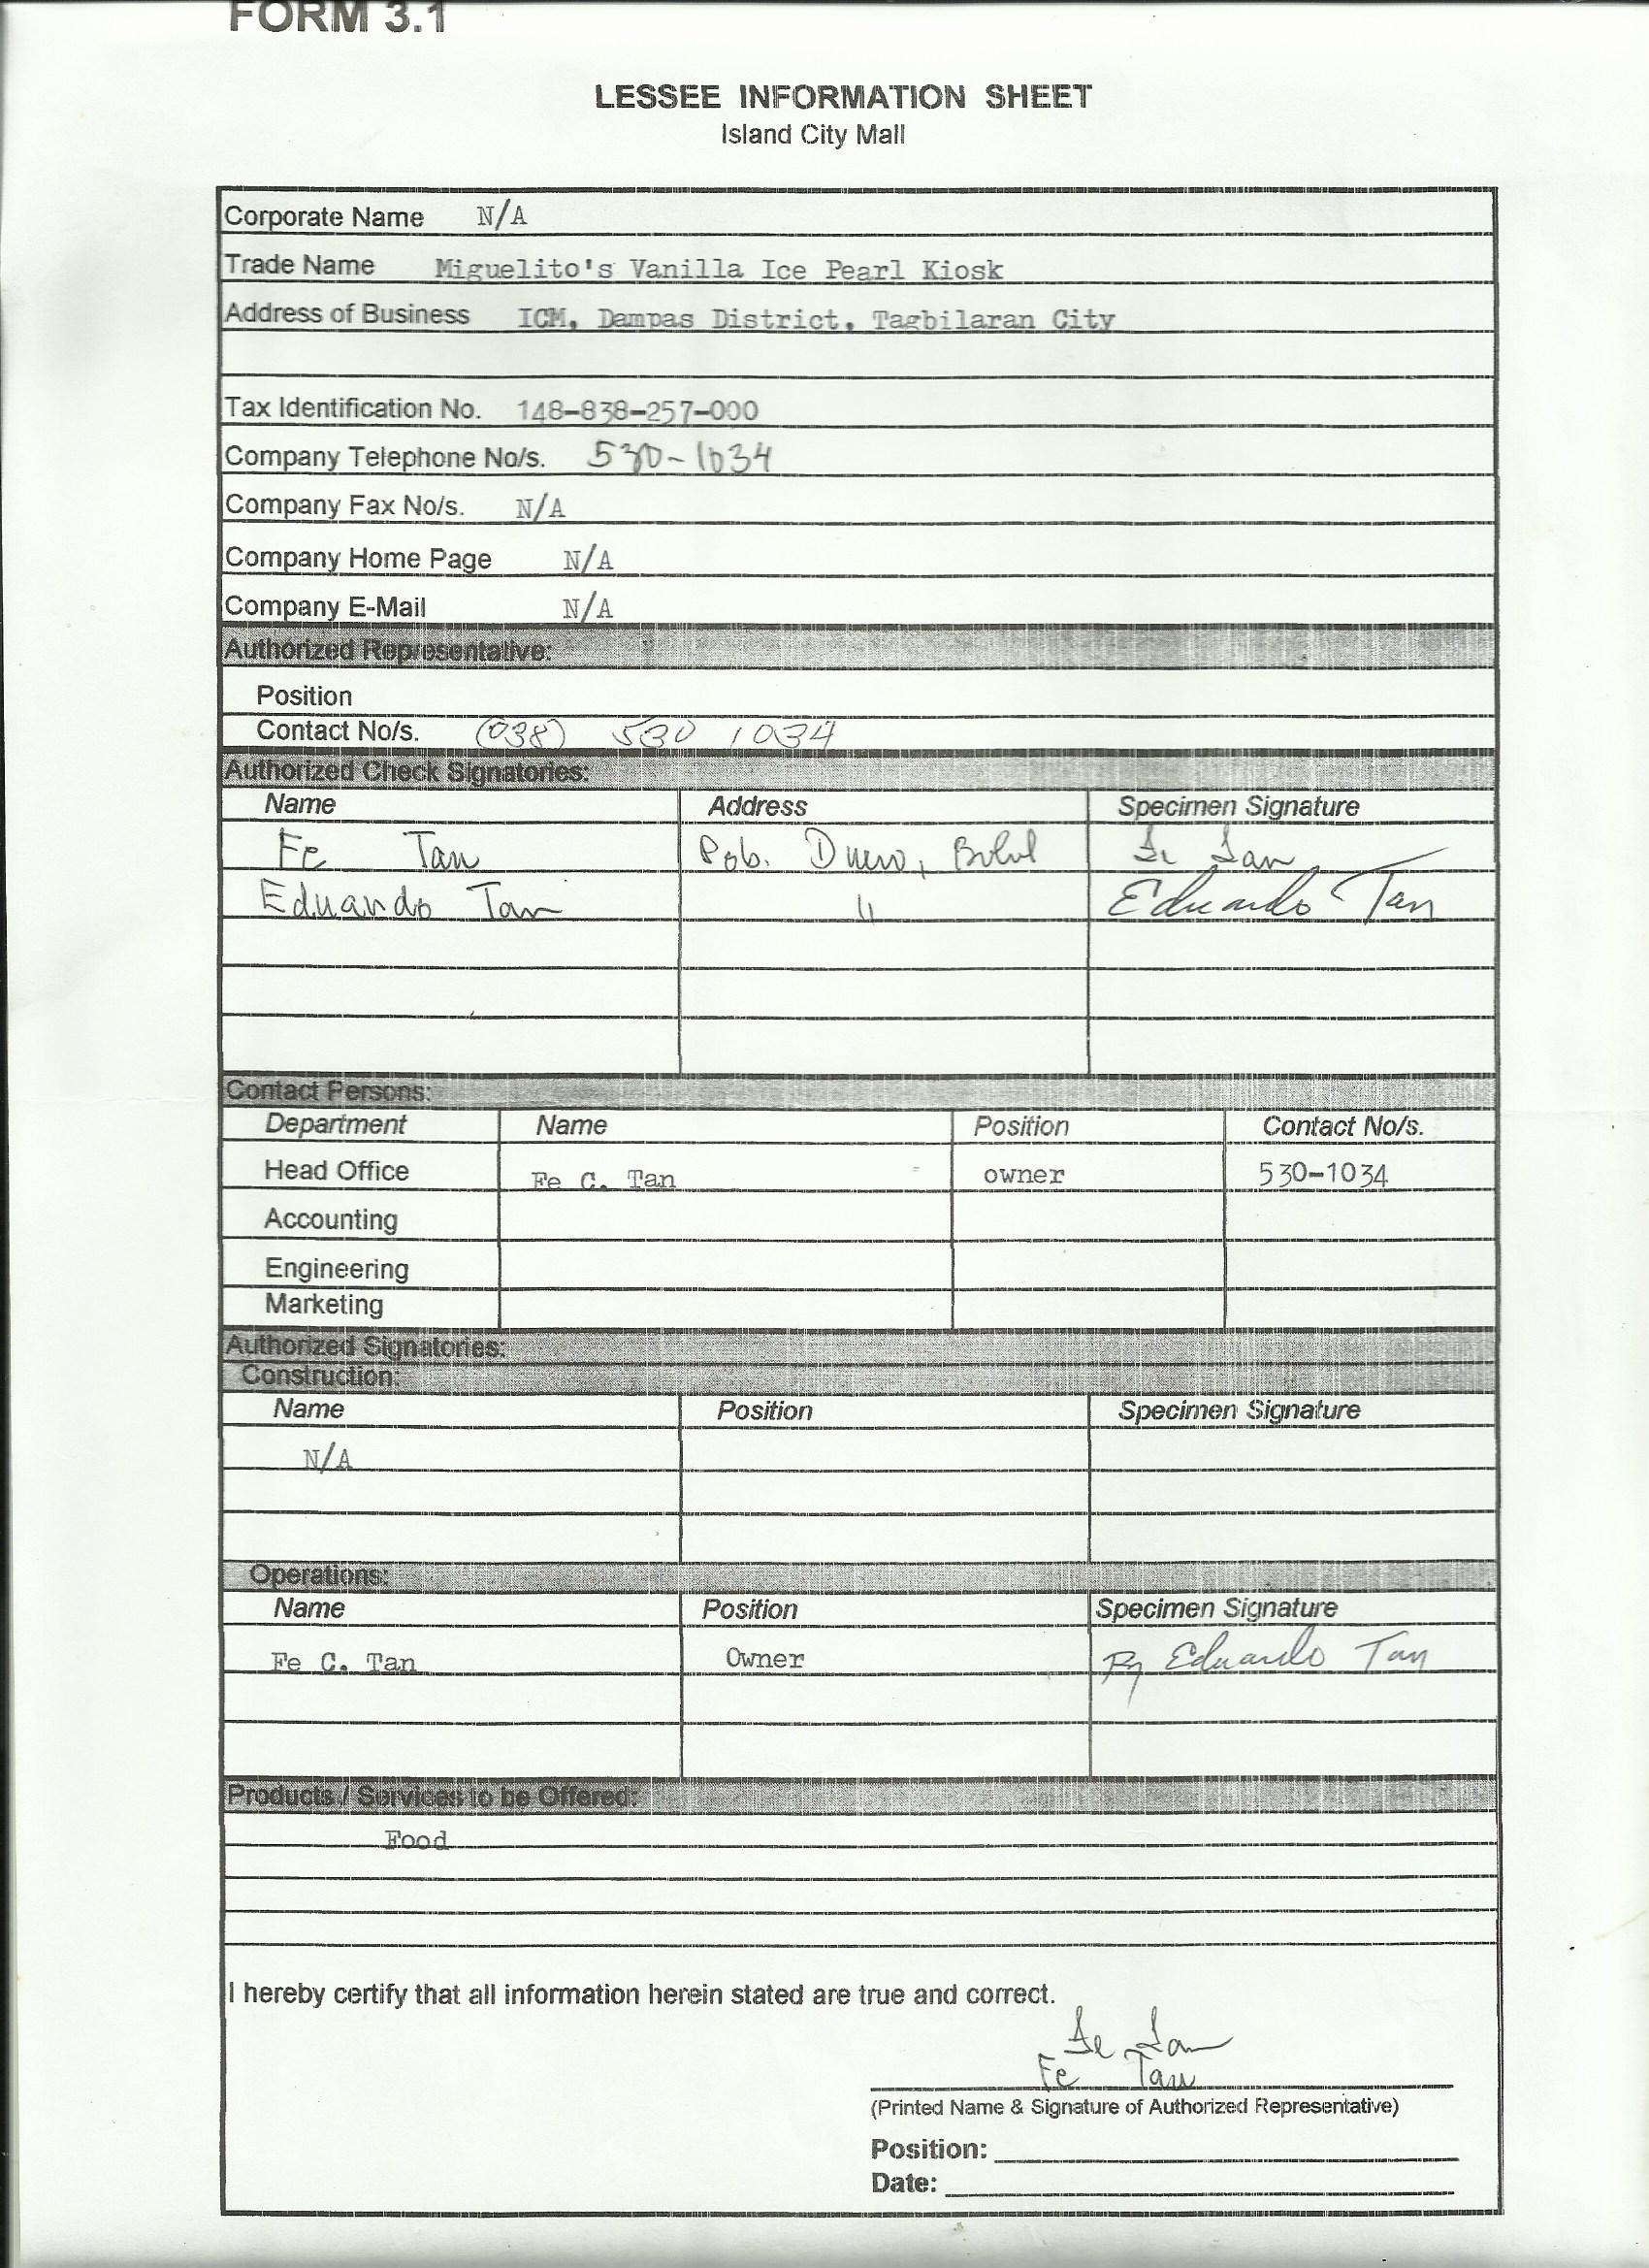 FORM 3.1
LESSEE INFORMATION SHEET
Island City Mall
Corporate Name N/A
Trade Name Miguelito's Vanilla Ice Pearl Kiosk
Address of Business ICM, Dampas District, Tagbilaran City
Tax Identification No. 148-838-257-000
Company Telephone No/s. 530-1034
Company Fax No/s. N/A
Company Home Page N/A
Company E-Mail N/A
Authorized Representative:
Position
Contact No/s. (038) 530 1034
Authorized Check Signatories:
Name Address Specimen Signature
Fe Tan Pob. Duero, Bohol Fe Tan
Eduardo Tan " Eduardo Tan
Contact Persons:
Department Name Position Contact No/s.
Head Office Fe C. Tan owner 530-1034
Accounting
Engineering
Marketing
Authorized Signatories:
Construction:
Name Position Specimen Signature
N/A
Operations:
Name Position Specimen Signature
Fe C. Tan Owner By Eduardo Tan
Products / Services to be Offered:
Food
I hereby certify that all information herein stated are true and correct.
Fe Tan
Fe Tan
(Printed Name & Signature of Authorized Representative)
Position:
Date: